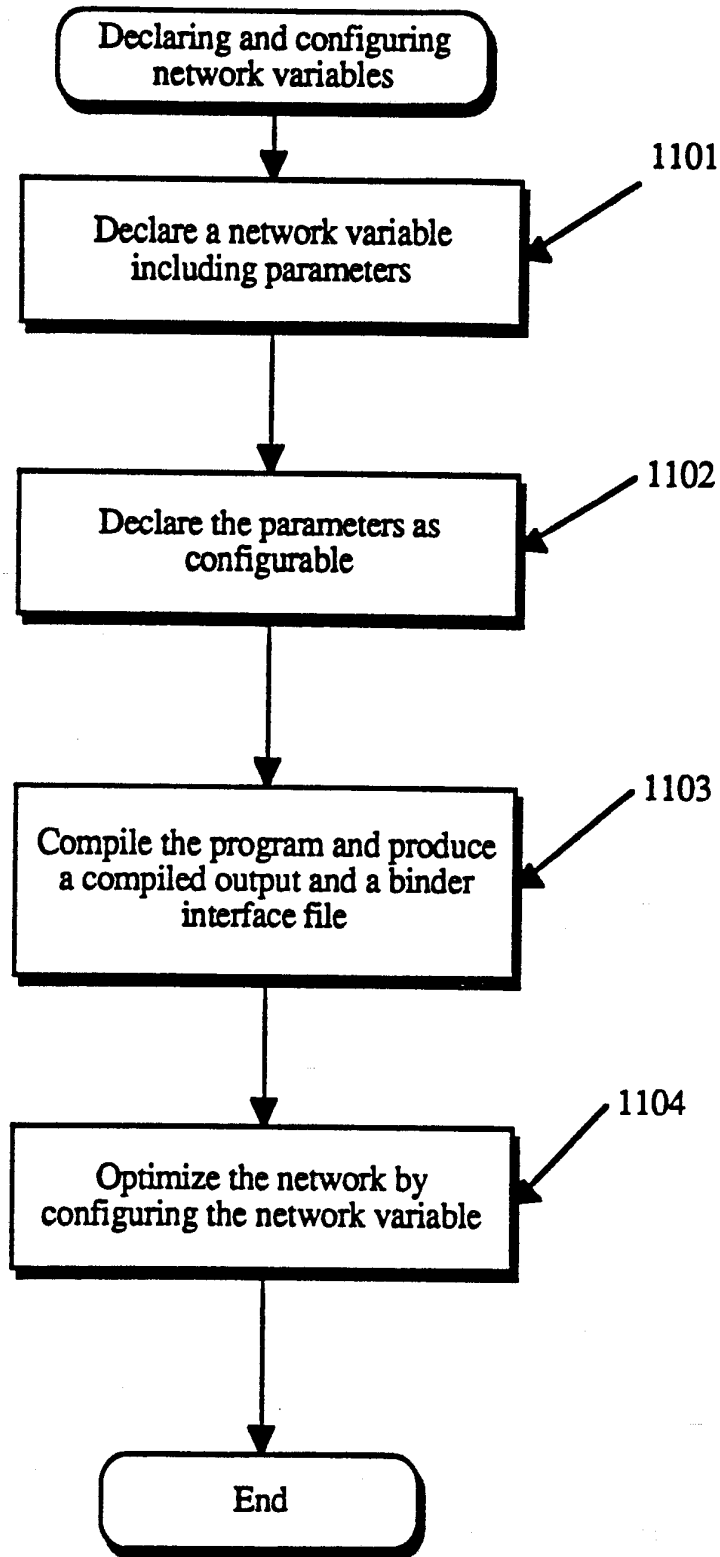 Declaring and configuring
network variables
1101
Declare a network variable
including parameters
1102
Declare the parameters as
configurable
1103
Compile the program and produce
a compiled output and a binder
interface file
1104
Optimize the network by
configuring the network variable
End